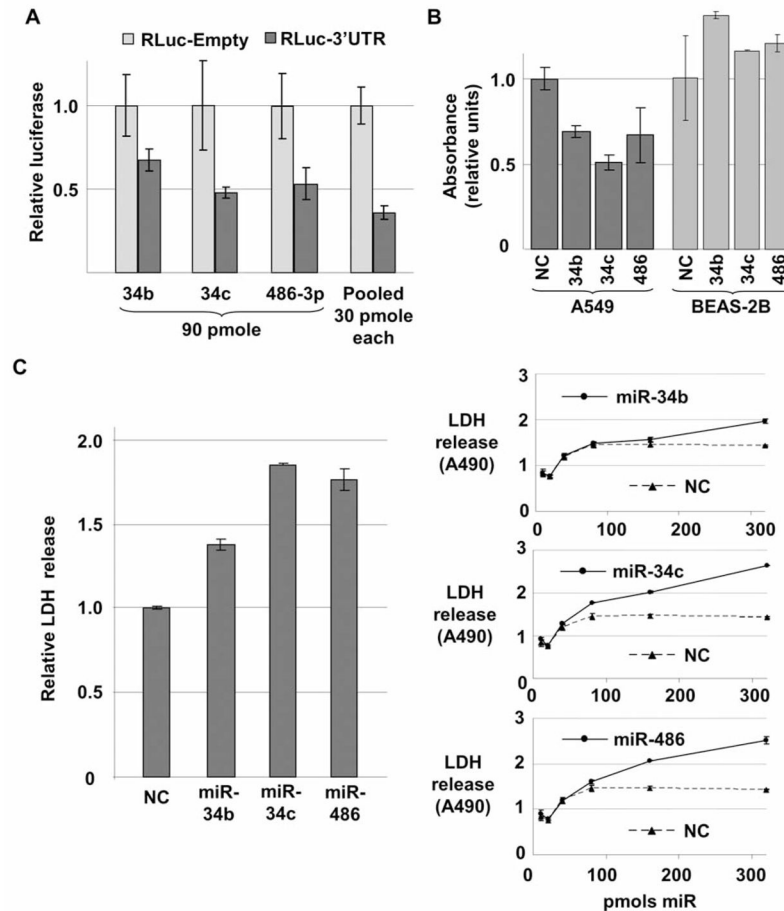 A
RLuc-Empty RLuc-3'UTR
Relative luciferase
1.0
0.5
0
34b 34c 486-3p Pooled
90 pmole 30 pmole
each
B
Absorbance
(relative units)
1.0
0.5
0
NC 34b 34c 486 NC 34b 34c 486
A549 BEAS-2B
C
Relative LDH release
2.0
1.5
1.0
0.5
0
NC miR- miR- miR-
34b 34c 486
LDH
release
(A490)
3
2
1
0
miR-34b
NC
0 100 200 300
LDH
release
(A490)
3
2
1
0
miR-34c
NC
0 100 200 300
LDH
release
(A490)
3
2
1
0
miR-486
NC
0 100 200 300
pmols miR